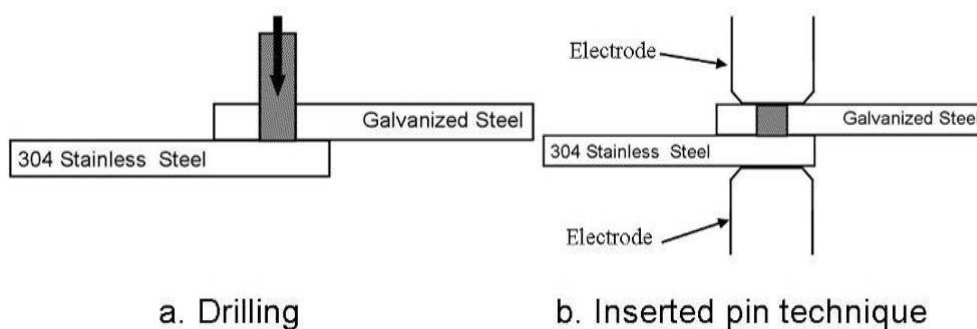 Galvanized Steel
304 Stainless Steel
a. Drilling
Electrode
Galvanized Steel
304 Stainless Steel
Electrode
b. Inserted pin technique